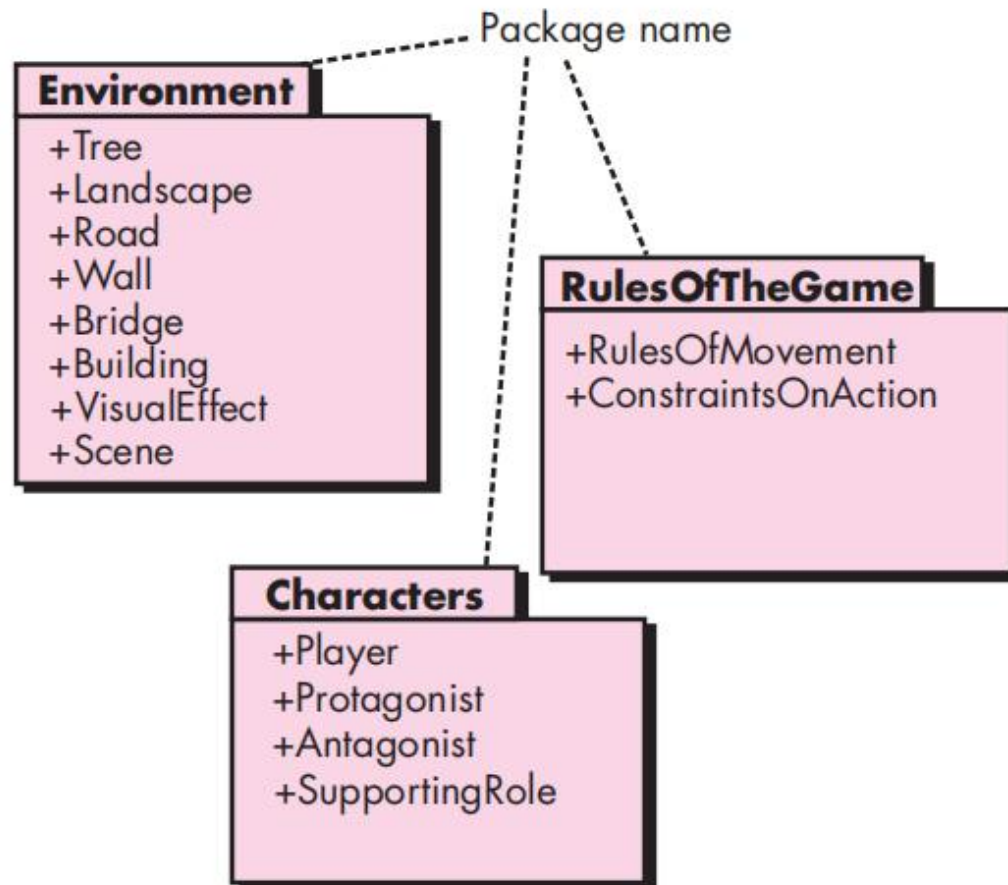 Package name
Environment
+Tree
+Landscape
+Road
+Wall
+Bridge
+Building
+VisualEffect
+Scene
RulesOfTheGame
+RulesOfMovement
+ConstraintsOnAction
Characters
+Player
+Protagonist
+Antagonist
+SupportingRole